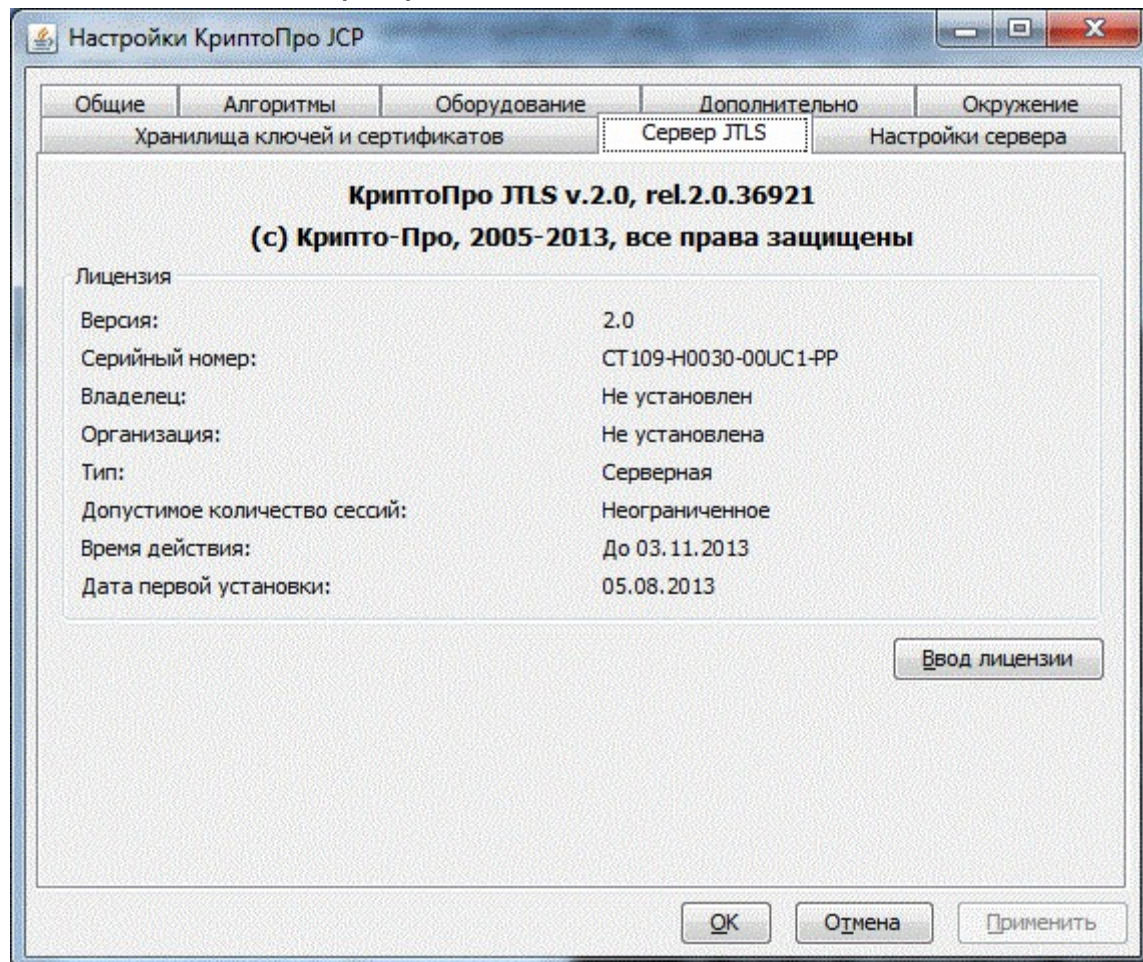 Настройки КриптоПро JCP
Общие Алгоритмы Оборудование Дополнительно Окружение
Хранилища ключей и сертификатов Сервер JTLS Настройки сервера
КриптоПро JTLS v.2.0, rel.2.0.36921
(c) Крипто-Про, 2005-2013, все права защищены
Лицензия
Версия: 2.0
Серийный номер: CT109-H0030-00UC1-PP
Владелец: Не установлен
Организация: Не установлена
Тип: Серверная
Допустимое количество сессий: Неограниченное
Время действия: До 03.11.2013
Дата первой установки: 05.08.2013
Ввод лицензии
OK Отмена Применить